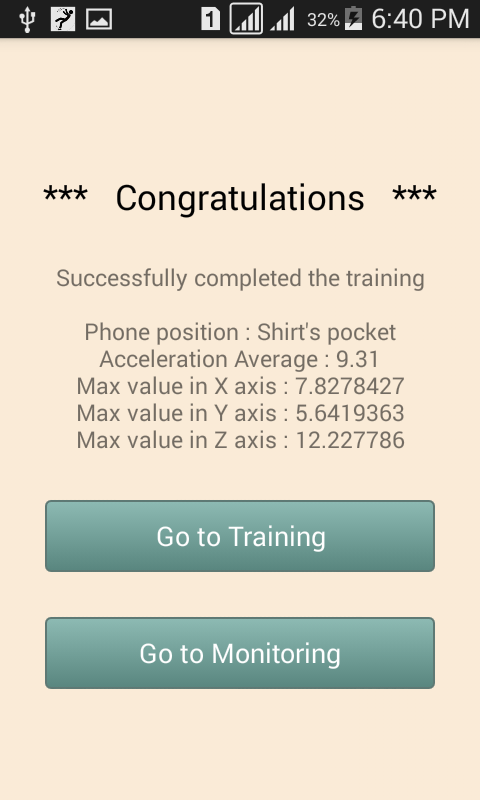 1 32% 6:40 PM
*** Congratulations ***
Successfully completed the training
Phone position : Shirt's pocket
Acceleration Average : 9.31
Max value in X axis : 7.8278427
Max value in Y axis : 5.6419363
Max value in Z axis : 12.227786
Go to Training
Go to Monitoring